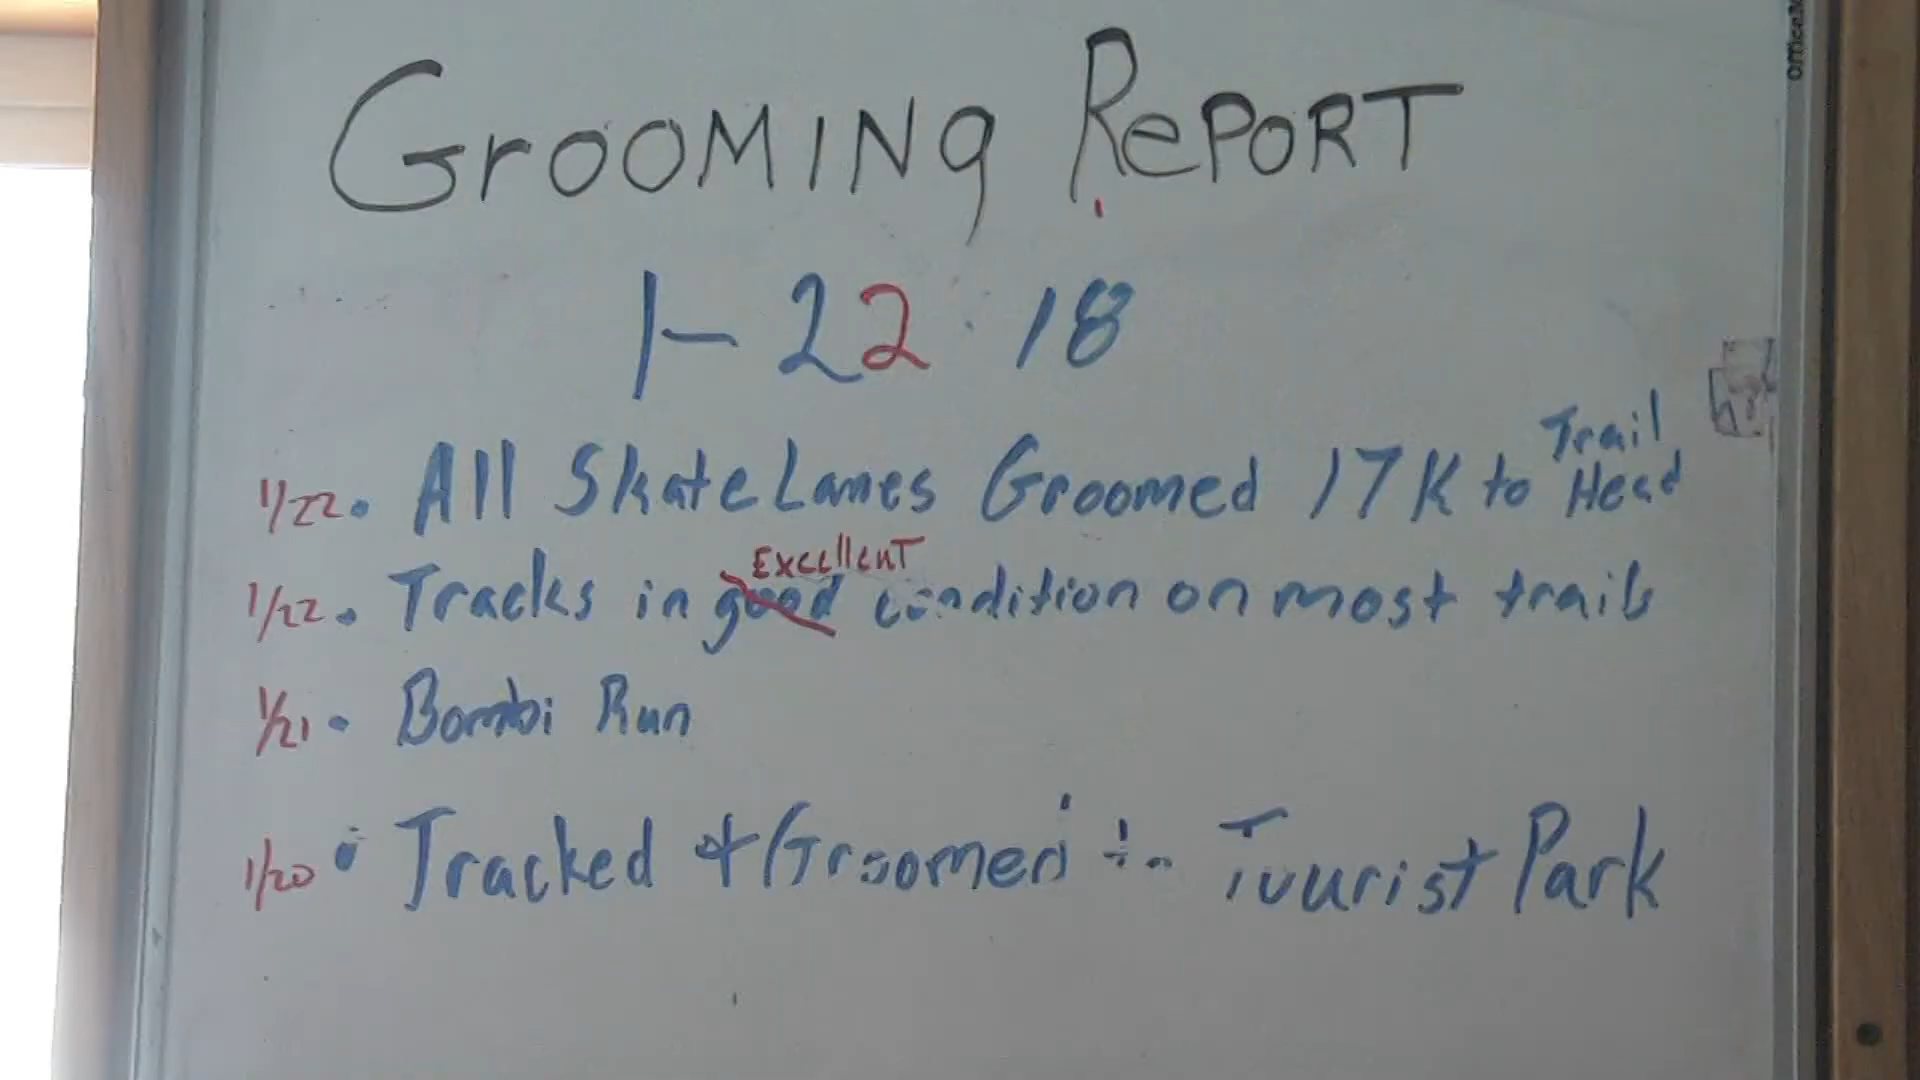 GrOOMING RePORT
1-22·18
1/22 • All Skate Lanes Groomed 17K to Trail Head
Excellent
1/22 • Tracks in good condition on most trails
1/21 • Bombi Run
1/20 • Tracked & Groomed to Tourist Park